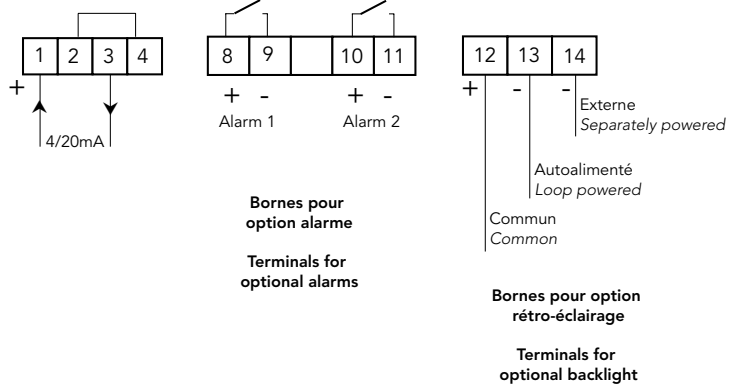 1 2 3 4
+
4/20mA
8 9 10 11
+ - + -
Alarm 1 Alarm 2
Bornes pour
option alarme
Terminals for
optional alarms
12 13 14
+ - -
Externe
Separately powered
Autoalimenté
Loop powered
Commun
Common
Bornes pour option
rétro-éclairage
Terminals for
optional backlight